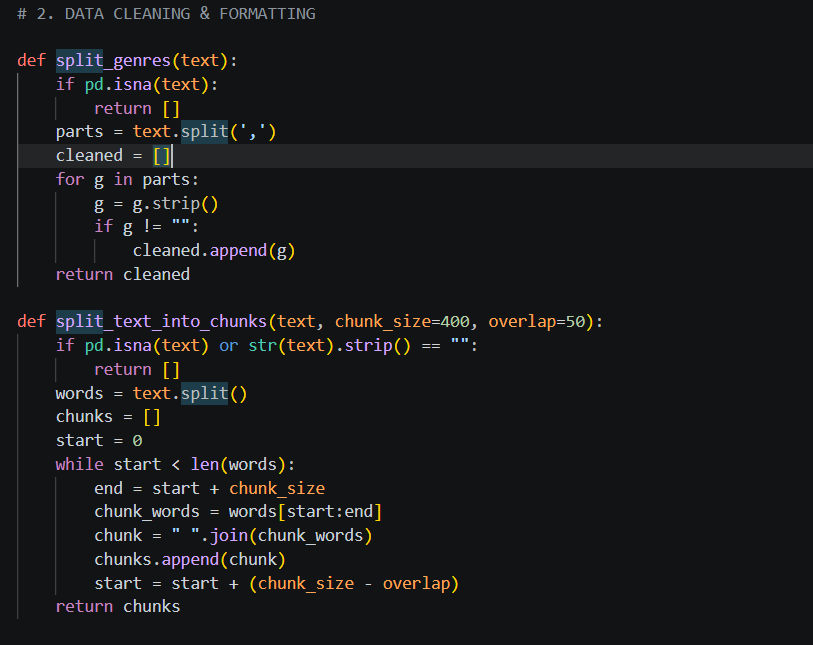 # 2. DATA CLEANING & FORMATTING
def split_genres(text):
    if pd.isna(text):
        return []
    parts = text.split(',')
    cleaned = []
    for g in parts:
        g = g.strip()
        if g != "":
            cleaned.append(g)
    return cleaned
def split_text_into_chunks(text, chunk_size=400, overlap=50):
    if pd.isna(text) or str(text).strip() == "":
        return []
    words = text.split()
    chunks = []
    start = 0
    while start < len(words):
        end = start + chunk_size
        chunk_words = words[start:end]
        chunk = " ".join(chunk_words)
        chunks.append(chunk)
        start = start + (chunk_size - overlap)
    return chunks